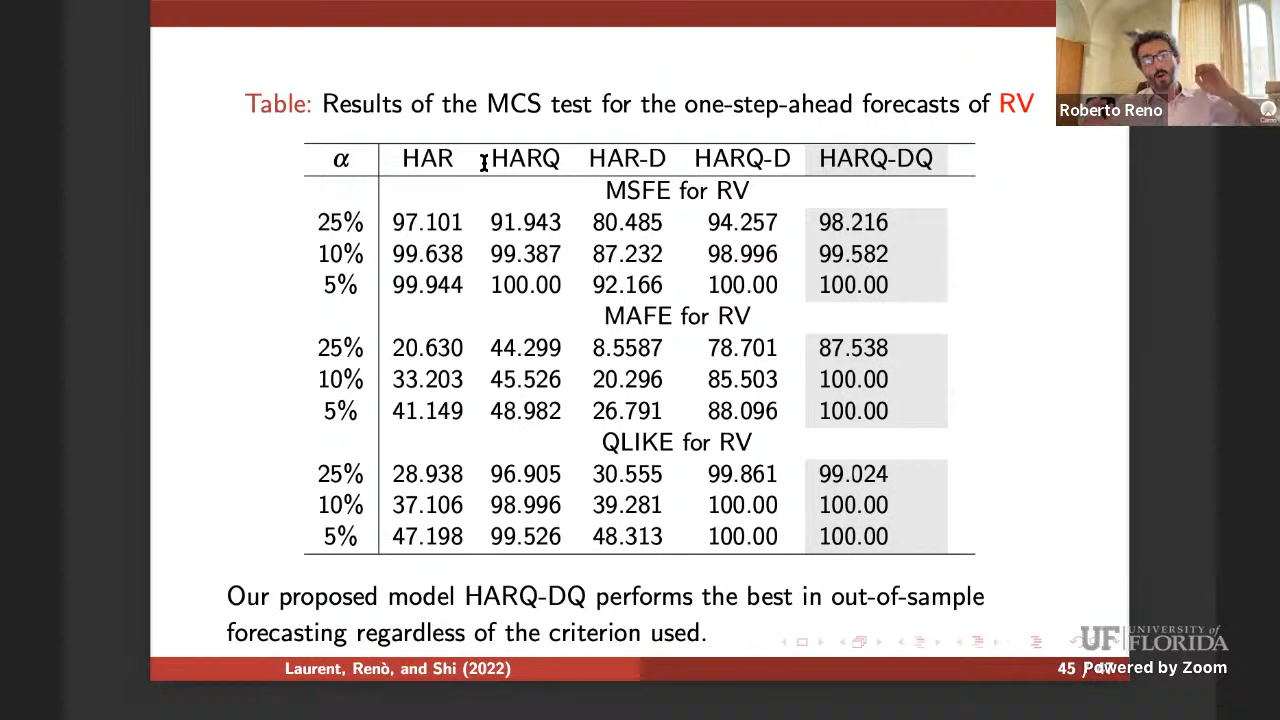 Table: Results of the MCS test for the one-step-ahead forecasts of RV
Roberto Reno
α HAR HARQ HAR-D HARQ-D HARQ-DQ
MSFE for RV
25% 97.101 91.943 80.485 94.257 98.216
10% 99.638 99.387 87.232 98.996 99.582
5% 99.944 100.00 92.166 100.00 100.00
MAFE for RV
25% 20.630 44.299 8.5587 78.701 87.538
10% 33.203 45.526 20.296 85.503 100.00
5% 41.149 48.982 26.791 88.096 100.00
QLIKE for RV
25% 28.938 96.905 30.555 99.861 99.024
10% 37.106 98.996 39.281 100.00 100.00
5% 47.198 99.526 48.313 100.00 100.00
Our proposed model HARQ-DQ performs the best in out-of-sample
forecasting regardless of the criterion used.
UF UNIVERSITY of FLORIDA
Laurent, Renò, and Shi (2022)
45 / 47
Powered by Zoom